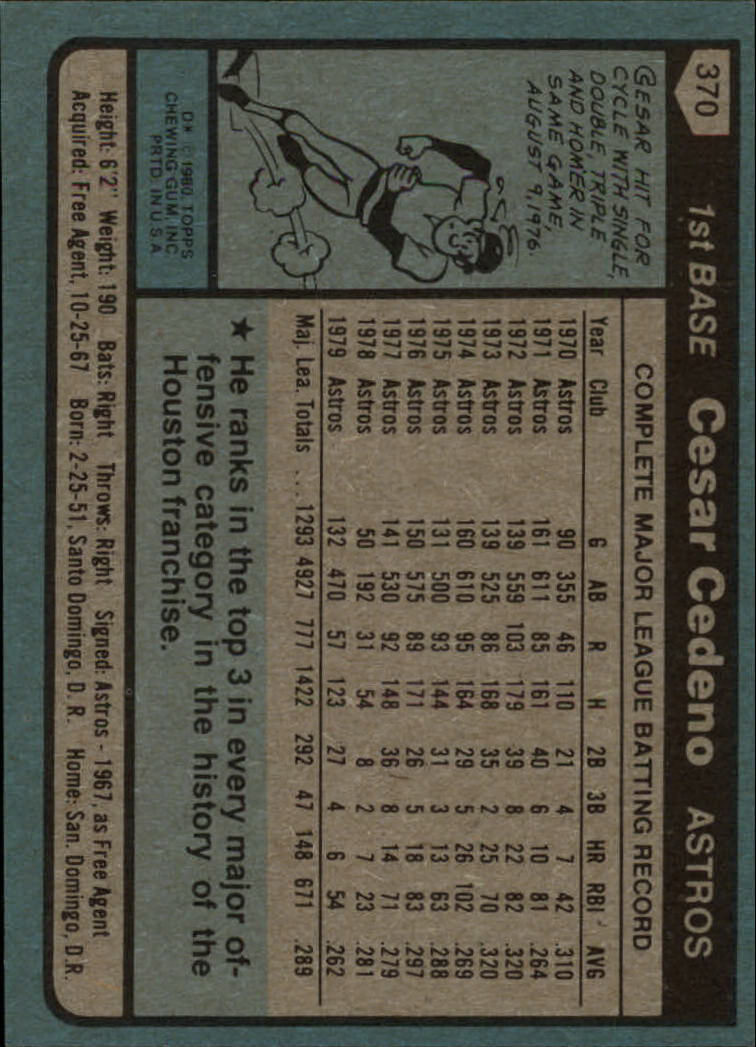 370 1st BASE Cesar Cedeno ASTROS
CESAR HIT FOR
CYCLE WITH SINGLE,
DOUBLE, TRIPLE
AND HOMER IN
SAME GAME,
AUGUST 9, 1976.
D* © 1980 TOPPS
CHEWING GUM, INC.
PRTD. IN U.S.A.
COMPLETE MAJOR LEAGUE BATTING RECORD
Year Club G AB R H 2B 3B HR RBI AVG
1970 Astros 90 355 46 110 21 4 7 42 .310
1971 Astros 161 611 85 161 40 6 10 81 .264
1972 Astros 139 559 103 179 39 8 22 82 .320
1973 Astros 139 525 86 168 35 2 25 70 .320
1974 Astros 160 610 95 164 29 5 26 102 .269
1975 Astros 131 500 93 144 31 3 13 63 .288
1976 Astros 150 575 89 171 26 5 18 83 .297
1977 Astros 141 530 92 148 36 8 14 71 .279
1978 Astros 50 192 31 54 8 2 7 23 .281
1979 Astros 132 470 57 123 27 4 6 54 .262
Maj. Lea. Totals ... 1293 4927 777 1422 292 47 148 671 .289
★ He ranks in the top 3 in every major of-
fensive category in the history of the
Houston franchise.
Height: 6'2" Weight: 190 Bats: Right Throws: Right Signed: Astros - 1967, as Free Agent
Acquired: Free Agent, 10-25-67 Born: 2-25-51, Santo Domingo, D. R. Home: San. Domingo, D.R.